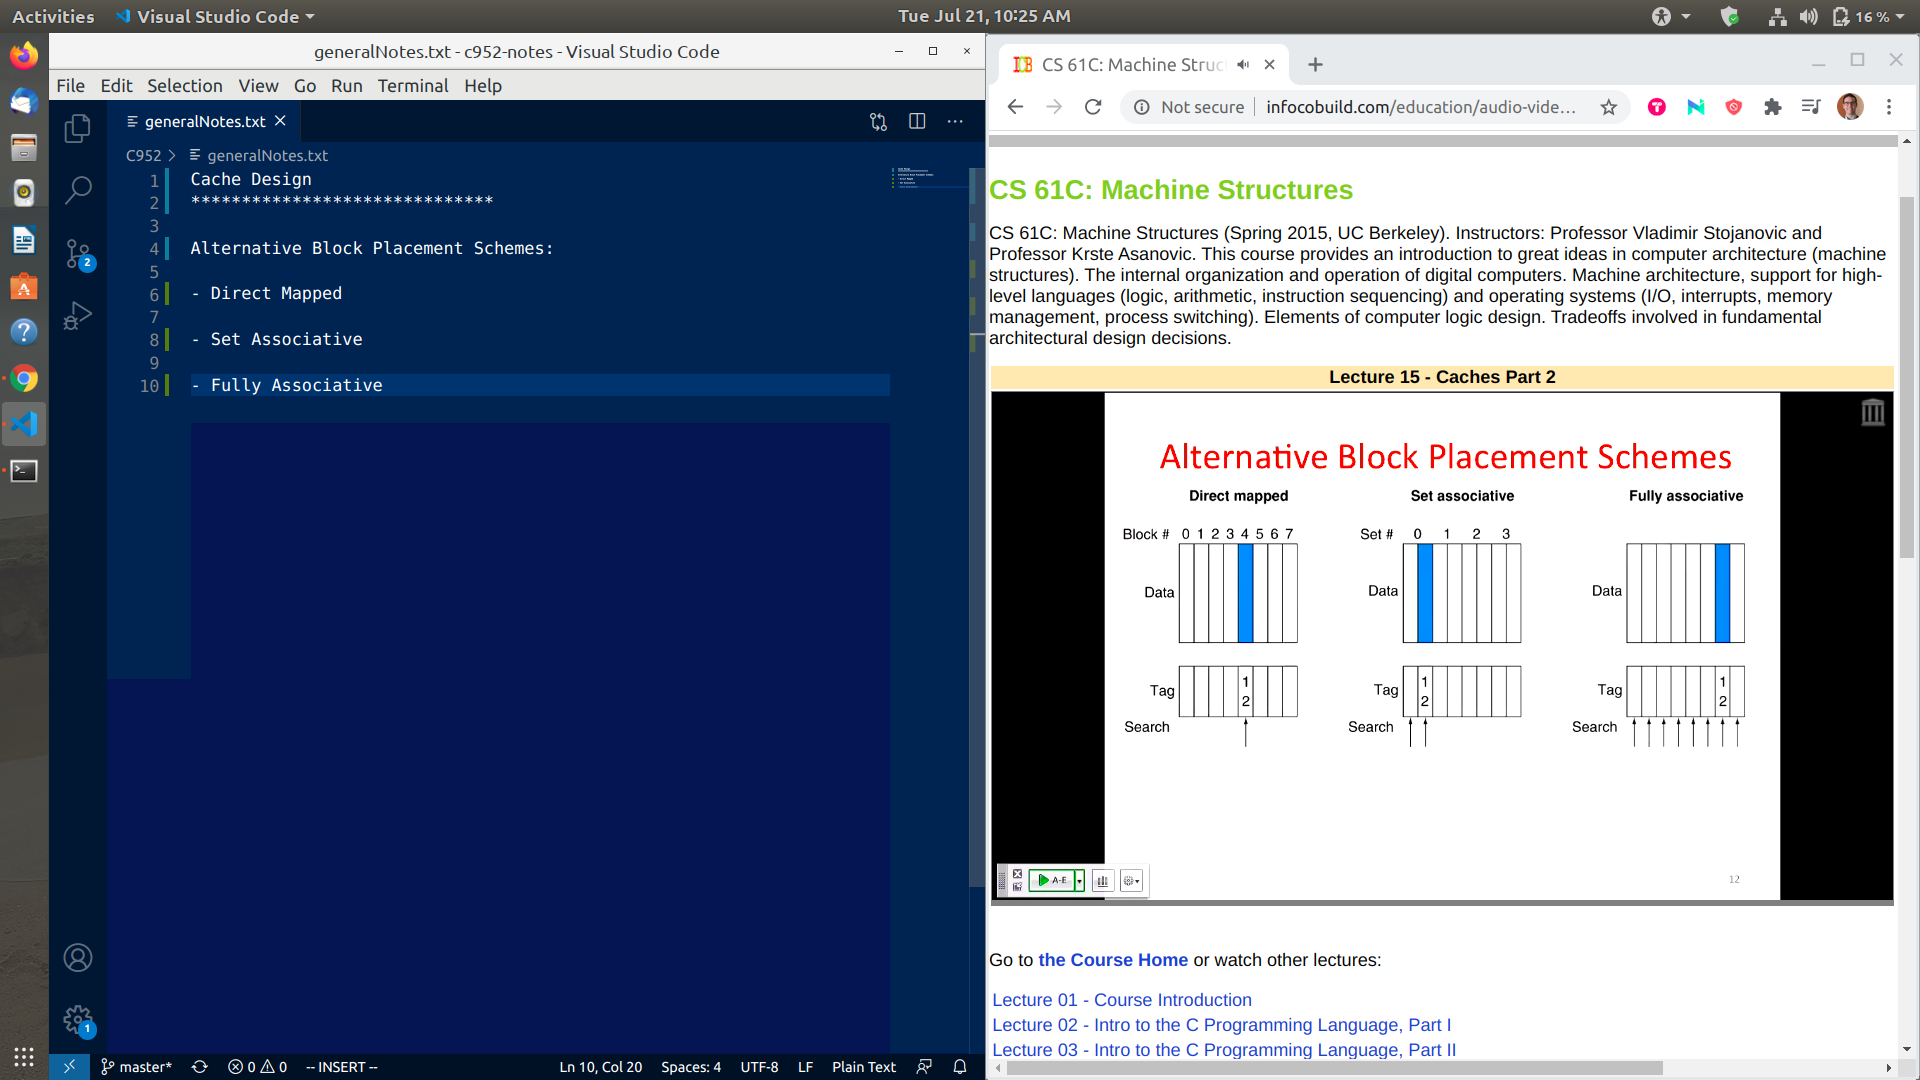 Activities
Visual Studio Code
Tue Jul 21, 10:25 AM
16 %
generalNotes.txt - c952-notes - Visual Studio Code
File Edit Selection View Go Run Terminal Help
generalNotes.txt
C952 > generalNotes.txt
1 Cache Design
2 ******************************
3
4 Alternative Block Placement Schemes:
5
6 - Direct Mapped
7
8 - Set Associative
9
10 - Fully Associative
2
1
master*
0 0
-- INSERT --
Ln 10, Col 20
Spaces: 4
UTF-8
LF
Plain Text
CS 61C: Machine Struc
Not secure
infocobuild.com/education/audio-vide...
CS 61C: Machine Structures
CS 61C: Machine Structures (Spring 2015, UC Berkeley). Instructors: Professor Vladimir Stojanovic and
Professor Krste Asanovic. This course provides an introduction to great ideas in computer architecture (machine
structures). The internal organization and operation of digital computers. Machine architecture, support for high-
level languages (logic, arithmetic, instruction sequencing) and operating systems (I/O, interrupts, memory
management, process switching). Elements of computer logic design. Tradeoffs involved in fundamental
architectural design decisions.
Lecture 15 - Caches Part 2
Alternative Block Placement Schemes
Direct mapped
Block # 0 1 2 3 4 5 6 7
Data
Tag
1
2
Search
Set associative
Set # 0 1 2 3
Data
Tag
1
2
Search
Fully associative
Data
Tag
1
2
Search
A-E
12
Go to the Course Home or watch other lectures:
Lecture 01 - Course Introduction
Lecture 02 - Intro to the C Programming Language, Part I
Lecture 03 - Intro to the C Programming Language, Part II